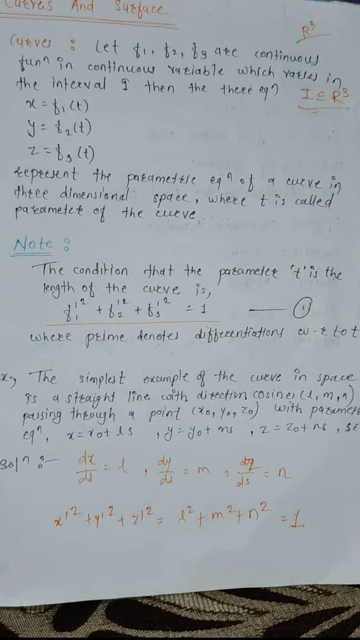 Curves And Surface
R³
Curves : Let f₁, f₂, f₃ are continuous
funⁿ in continuous variable which varies in
the interval I then the there eqⁿ I ⊆ R³
x = f₁(t)
y = f₂(t)
z = f₃(t)
represent the parametric eqⁿ of a curve in
three dimensional space, where t is called
parameter of the curve
Note :
The condition that the parameter 't' is the
length of the curve is,
f₁'² + f₂'² + f₃'² = 1 —— ①
where prime denotes differentiations w.r to t
The simplest example of the curve in space
is a straight line with direction cosines (l, m, n)
passing through a point (x₀, y₀, z₀) with parame
eqⁿ, x = x₀ + ls , y = y₀ + ms , z = z₀ + ns ,
Solⁿ :- dx/ds = l , dy/ds = m , dz/ds = n
x'² + y'² + z'² = l² + m² + n² = 1